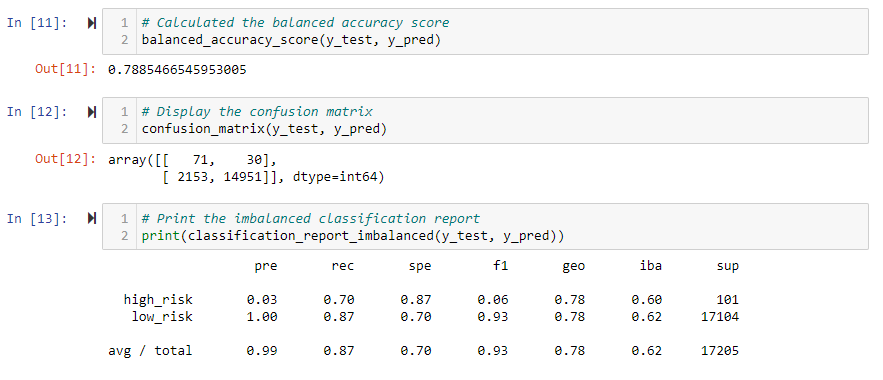 In [11]: 1 # Calculated the balanced accuracy score
2 balanced_accuracy_score(y_test, y_pred)
Out[11]: 0.7885466545953005
In [12]: 1 # Display the confusion matrix
2 confusion_matrix(y_test, y_pred)
Out[12]: array([[ 71, 30],
[ 2153, 14951]], dtype=int64)
In [13]: 1 # Print the imbalanced classification report
2 print(classification_report_imbalanced(y_test, y_pred))
pre rec spe f1 geo iba sup
high_risk 0.03 0.70 0.87 0.06 0.78 0.60 101
low_risk 1.00 0.87 0.70 0.93 0.78 0.62 17104
avg / total 0.99 0.87 0.70 0.93 0.78 0.62 17205